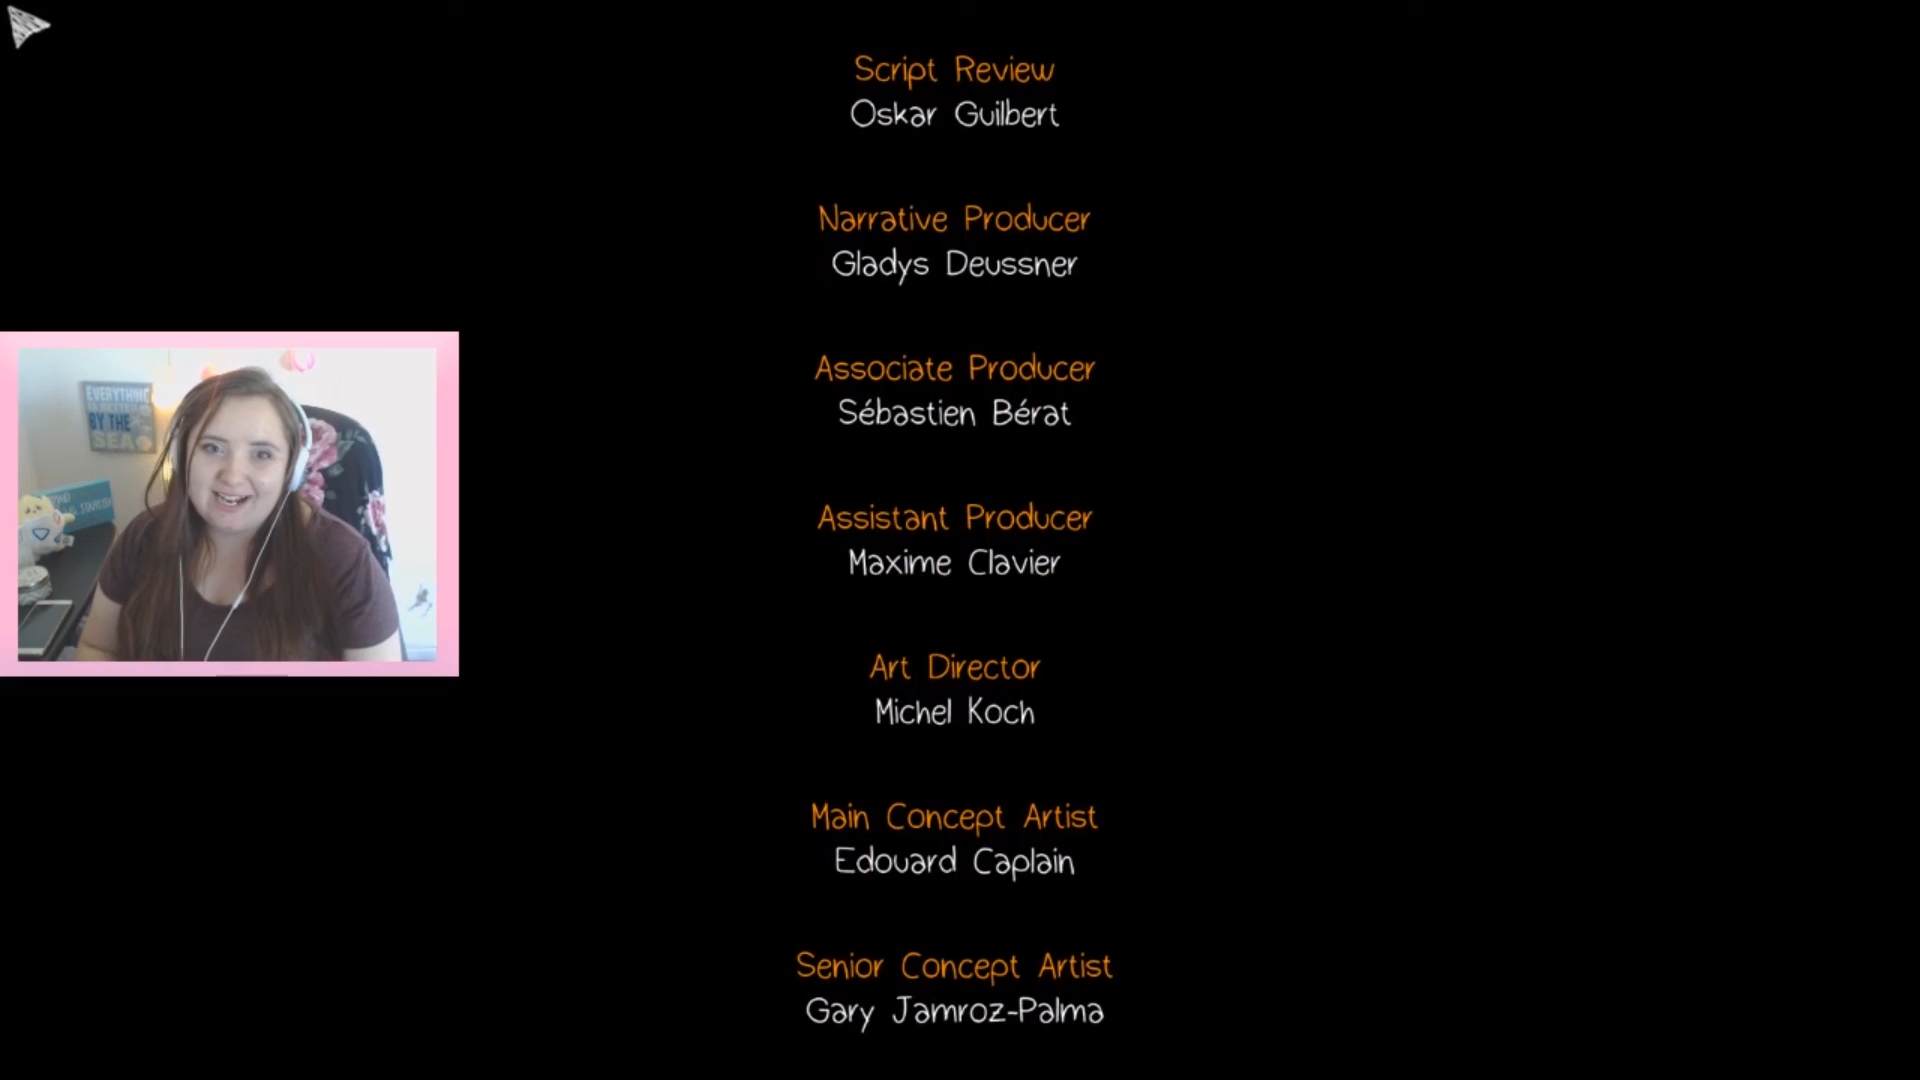 Script Review
Oskar Guilbert
Narrative Producer
Gladys Deussner
Associate Producer
Sébastien Bérat
Assistant Producer
Maxime Clavier
Art Director
Michel Koch
Main Concept Artist
Edouard Caplain
Senior Concept Artist
Gary Jamroz-Palma
EVERYTHING
BY THE
SEA